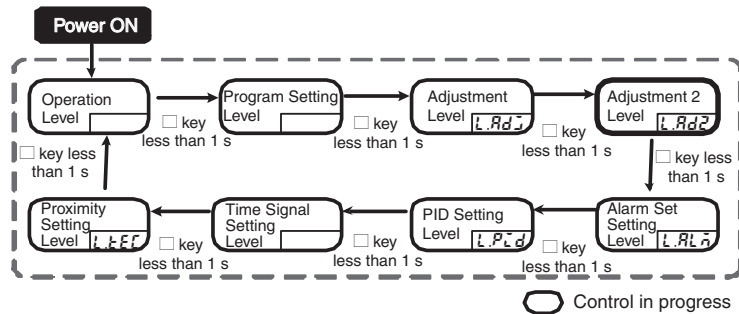 Power ON
Operation
Level
Program Setting
Level
Adjustment
Level L.AdJ
Adjustment 2
Level L.Ad2
□ key
less than 1 s
□ key
less than 1 s
□ key
less than 1 s
□ key less
than 1 s
□ key less
than 1 s
Proximity
Setting
Level L.tEC
Time Signal
Setting
Level
PID Setting
Level L.PId
Alarm Set
Setting
Level L.ALM
□ key
less than 1 s
□ key
less than 1 s
□ key
less than 1 s
Control in progress